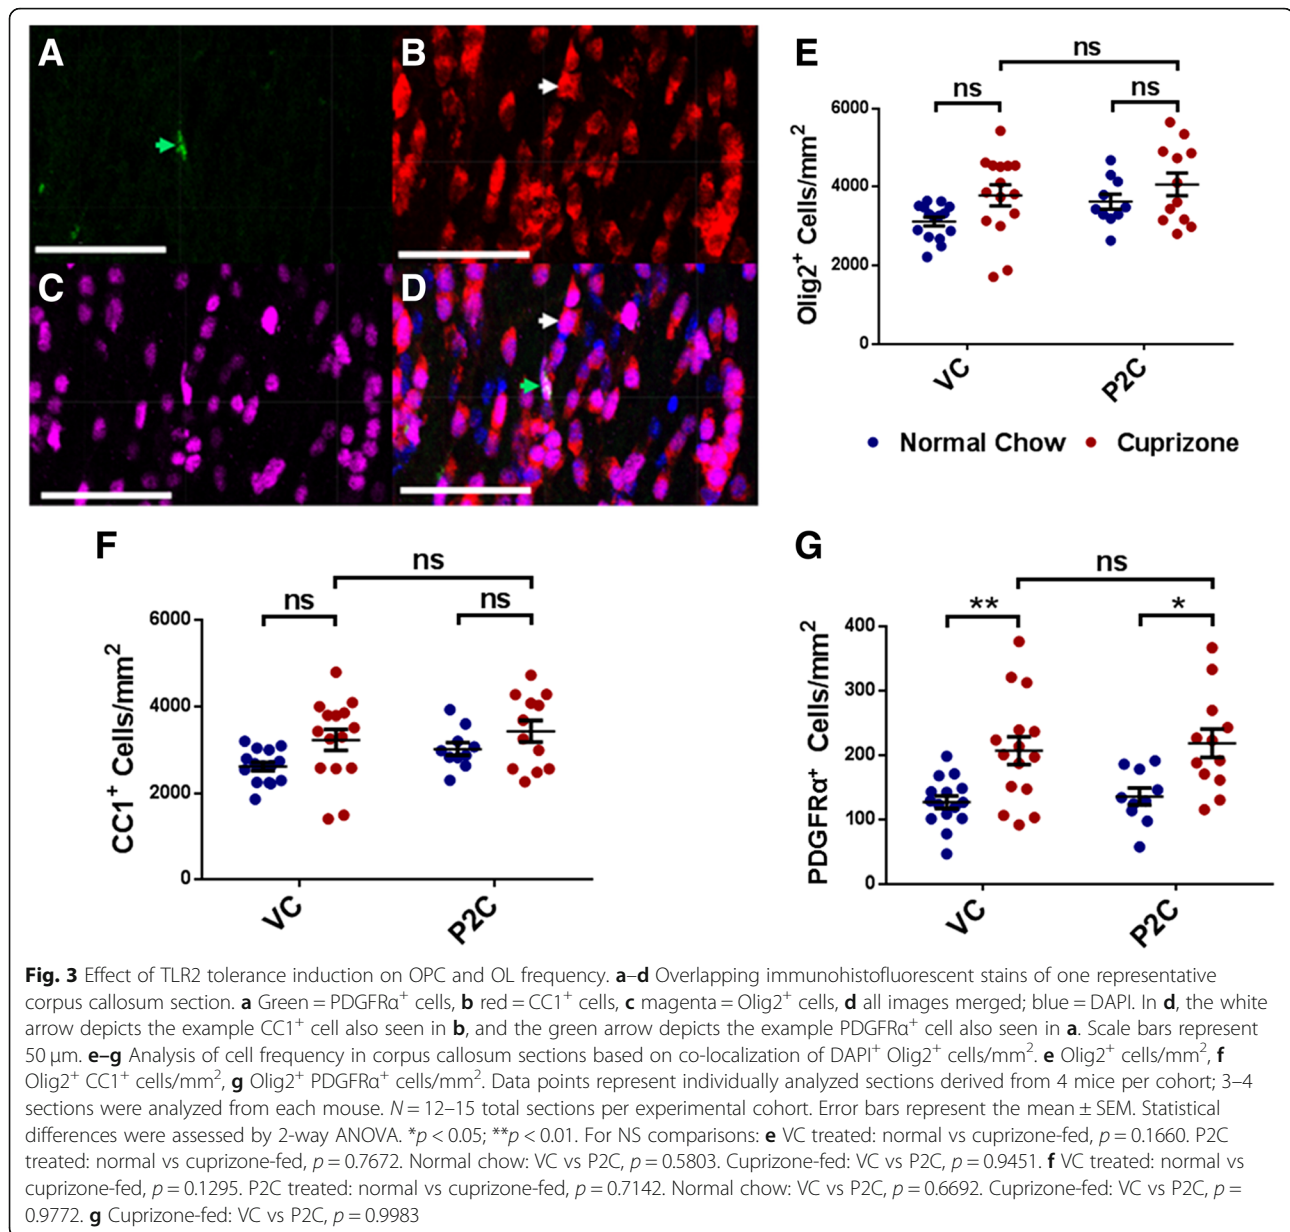 A
B
C
D
E
ns
ns
ns
6000
4000
2000
0
Olig2⁺ Cells/mm²
VC
P2C
Normal Chow
Cuprizone
F
ns
ns
ns
6000
4000
2000
0
CC1⁺ Cells/mm²
VC
P2C
G
ns
**
*
400
300
200
100
0
PDGFRα⁺ Cells/mm²
VC
P2C
Fig. 3 Effect of TLR2 tolerance induction on OPC and OL frequency. a–d Overlapping immunohistofluorescent stains of one representative
corpus callosum section. a Green = PDGFRα⁺ cells, b red = CC1⁺ cells, c magenta = Olig2⁺ cells, d all images merged; blue = DAPI. In d, the white
arrow depicts the example CC1⁺ cell also seen in b, and the green arrow depicts the example PDGFRα⁺ cell also seen in a. Scale bars represent
50 μm. e–g Analysis of cell frequency in corpus callosum sections based on co-localization of DAPI⁺ Olig2⁺ cells/mm². e Olig2⁺ cells/mm², f
Olig2⁺ CC1⁺ cells/mm², g Olig2⁺ PDGFRα⁺ cells/mm². Data points represent individually analyzed sections derived from 4 mice per cohort; 3–4
sections were analyzed from each mouse. N = 12–15 total sections per experimental cohort. Error bars represent the mean ± SEM. Statistical
differences were assessed by 2-way ANOVA. *p < 0.05; **p < 0.01. For NS comparisons: e VC treated: normal vs cuprizone-fed, p = 0.1660. P2C
treated: normal vs cuprizone-fed, p = 0.7672. Normal chow: VC vs P2C, p = 0.5803. Cuprizone-fed: VC vs P2C, p = 0.9451. f VC treated: normal vs
cuprizone-fed, p = 0.1295. P2C treated: normal vs cuprizone-fed, p = 0.7142. Normal chow: VC vs P2C, p = 0.6692. Cuprizone-fed: VC vs P2C, p =
0.9772. g Cuprizone-fed: VC vs P2C, p = 0.9983